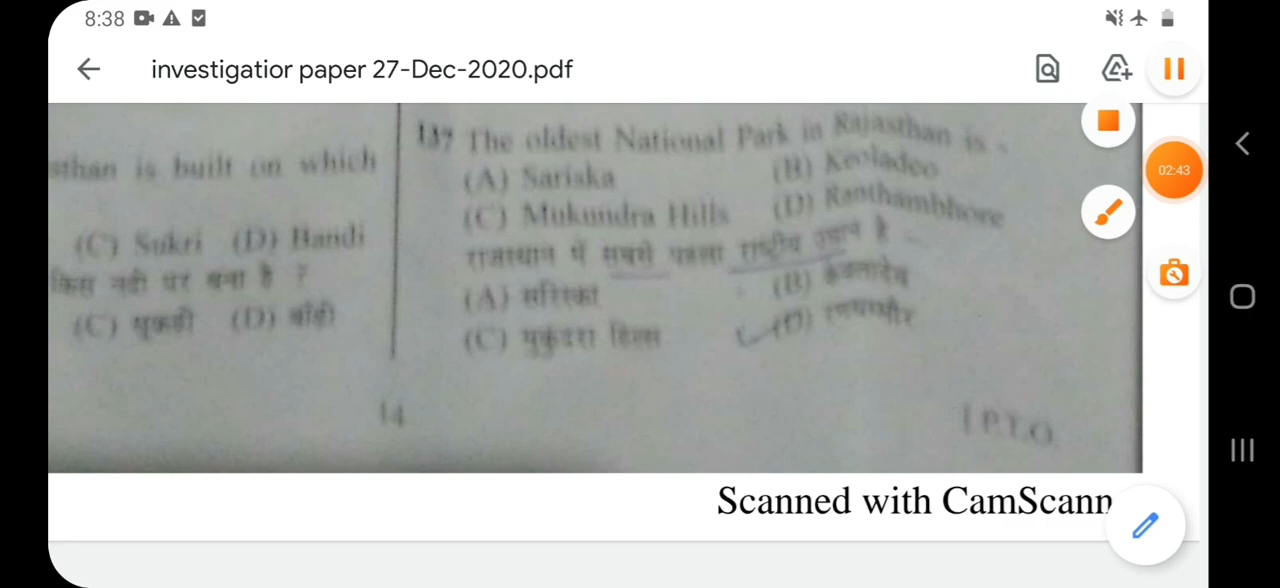 8:38
investigatior paper 27-Dec-2020.pdf
02:43
sthan is built on which
(C) Sukri (D) Bandi
किस नदी पर बना है ?
(C) सुकडी (D) बाँडी
137 The oldest National Park in Rajasthan is -
(A) Sariska (B) Keoladeo
(C) Mukundra Hills (D) Ranthambhore
राजस्थान में सबसे पहला राष्ट्रीय उद्यान है -
(A) सरिस्का (B) केवलादेव
(C) मुकुंदरा हिल्स (D) रणथम्भौर
14
[ P.T.O.
Scanned with CamScann